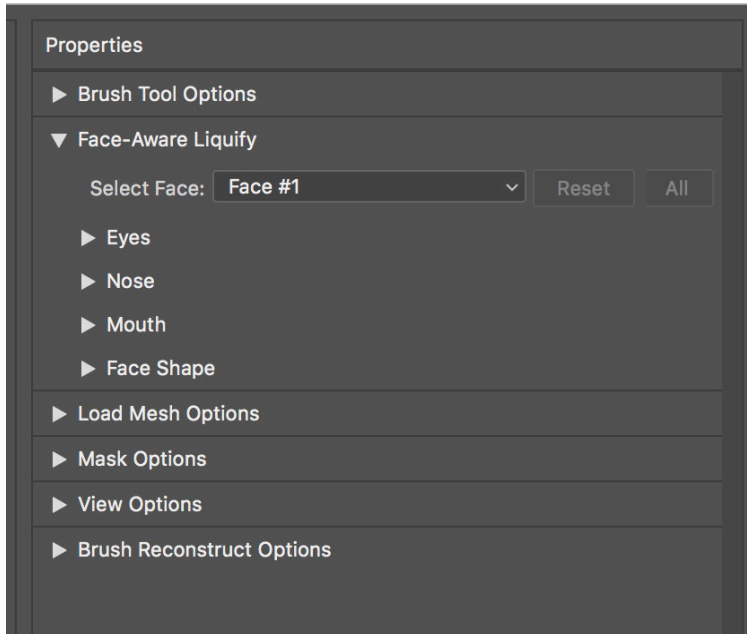 Properties
Brush Tool Options
Face-Aware Liquify
Select Face: Face #1 Reset All
Eyes
Nose
Mouth
Face Shape
Load Mesh Options
Mask Options
View Options
Brush Reconstruct Options